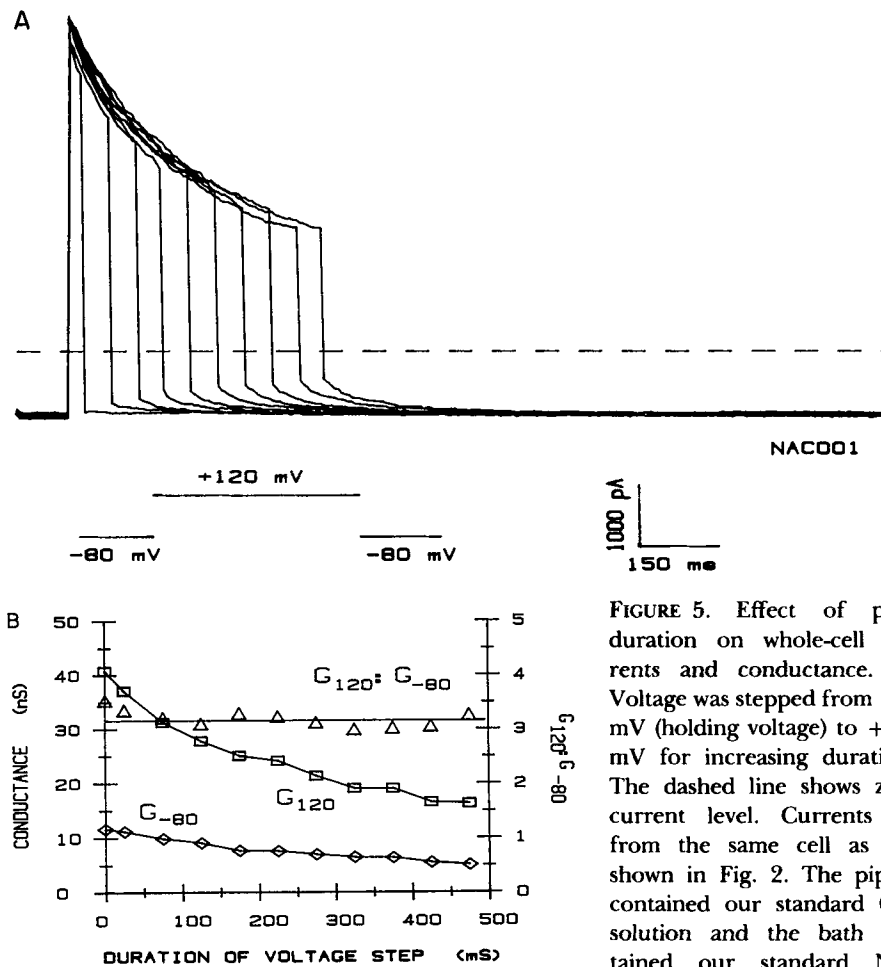 A
NAC001
+120 mV
-80 mV
-80 mV
1000 pA
150 ms
B
CONDUCTANCE (nS)
50
40
30
20
10
0
G120: G-80
G-80
G120
5
4
3
2
1
0
G120:G-80
0
100
200
300
400
500
DURATION OF VOLTAGE STEP (mS)
FIGURE 5. Effect of p
duration on whole-cell
rents and conductance.
Voltage was stepped from
mV (holding voltage) to +
mV for increasing durati
The dashed line shows z
current level. Currents
from the same cell as
shown in Fig. 2. The pip
contained our standard
solution and the bath
tained our standard N